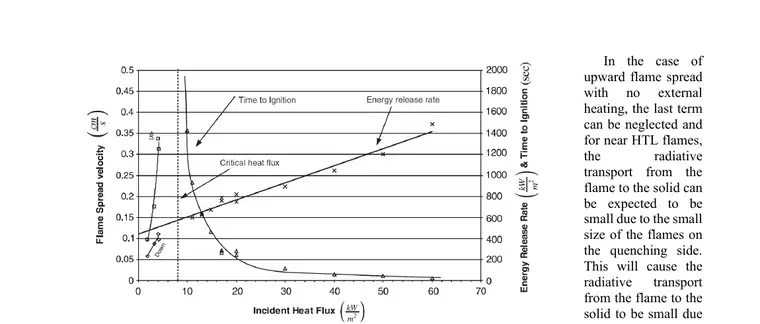 0.5
0.45
0.4
0.35
0.3
0.25
0.2
0.15
0.1
0.05
0
Flame Spread velocity (cm/s)
Time to Ignition
Energy release rate
Critical heat flux
Up
Down
2000
1800
1600
1400
1200
1000
800
600
400
200
0
Energy Release Rate (kW/m²) & Time to Ignition (scc)
0 10 20 30 40 50 60 70
Incident Heat Flux (kW/m²)
In the case of
upward flame spread
with no external
heating, the last term
can be neglected and
for near HTL flames,
the radiative
transport from the
flame to the solid can
be expected to be
small due to the small
size of the flames on
the quenching side.
This will cause the
radiative transport
from the flame to the
solid to be small due